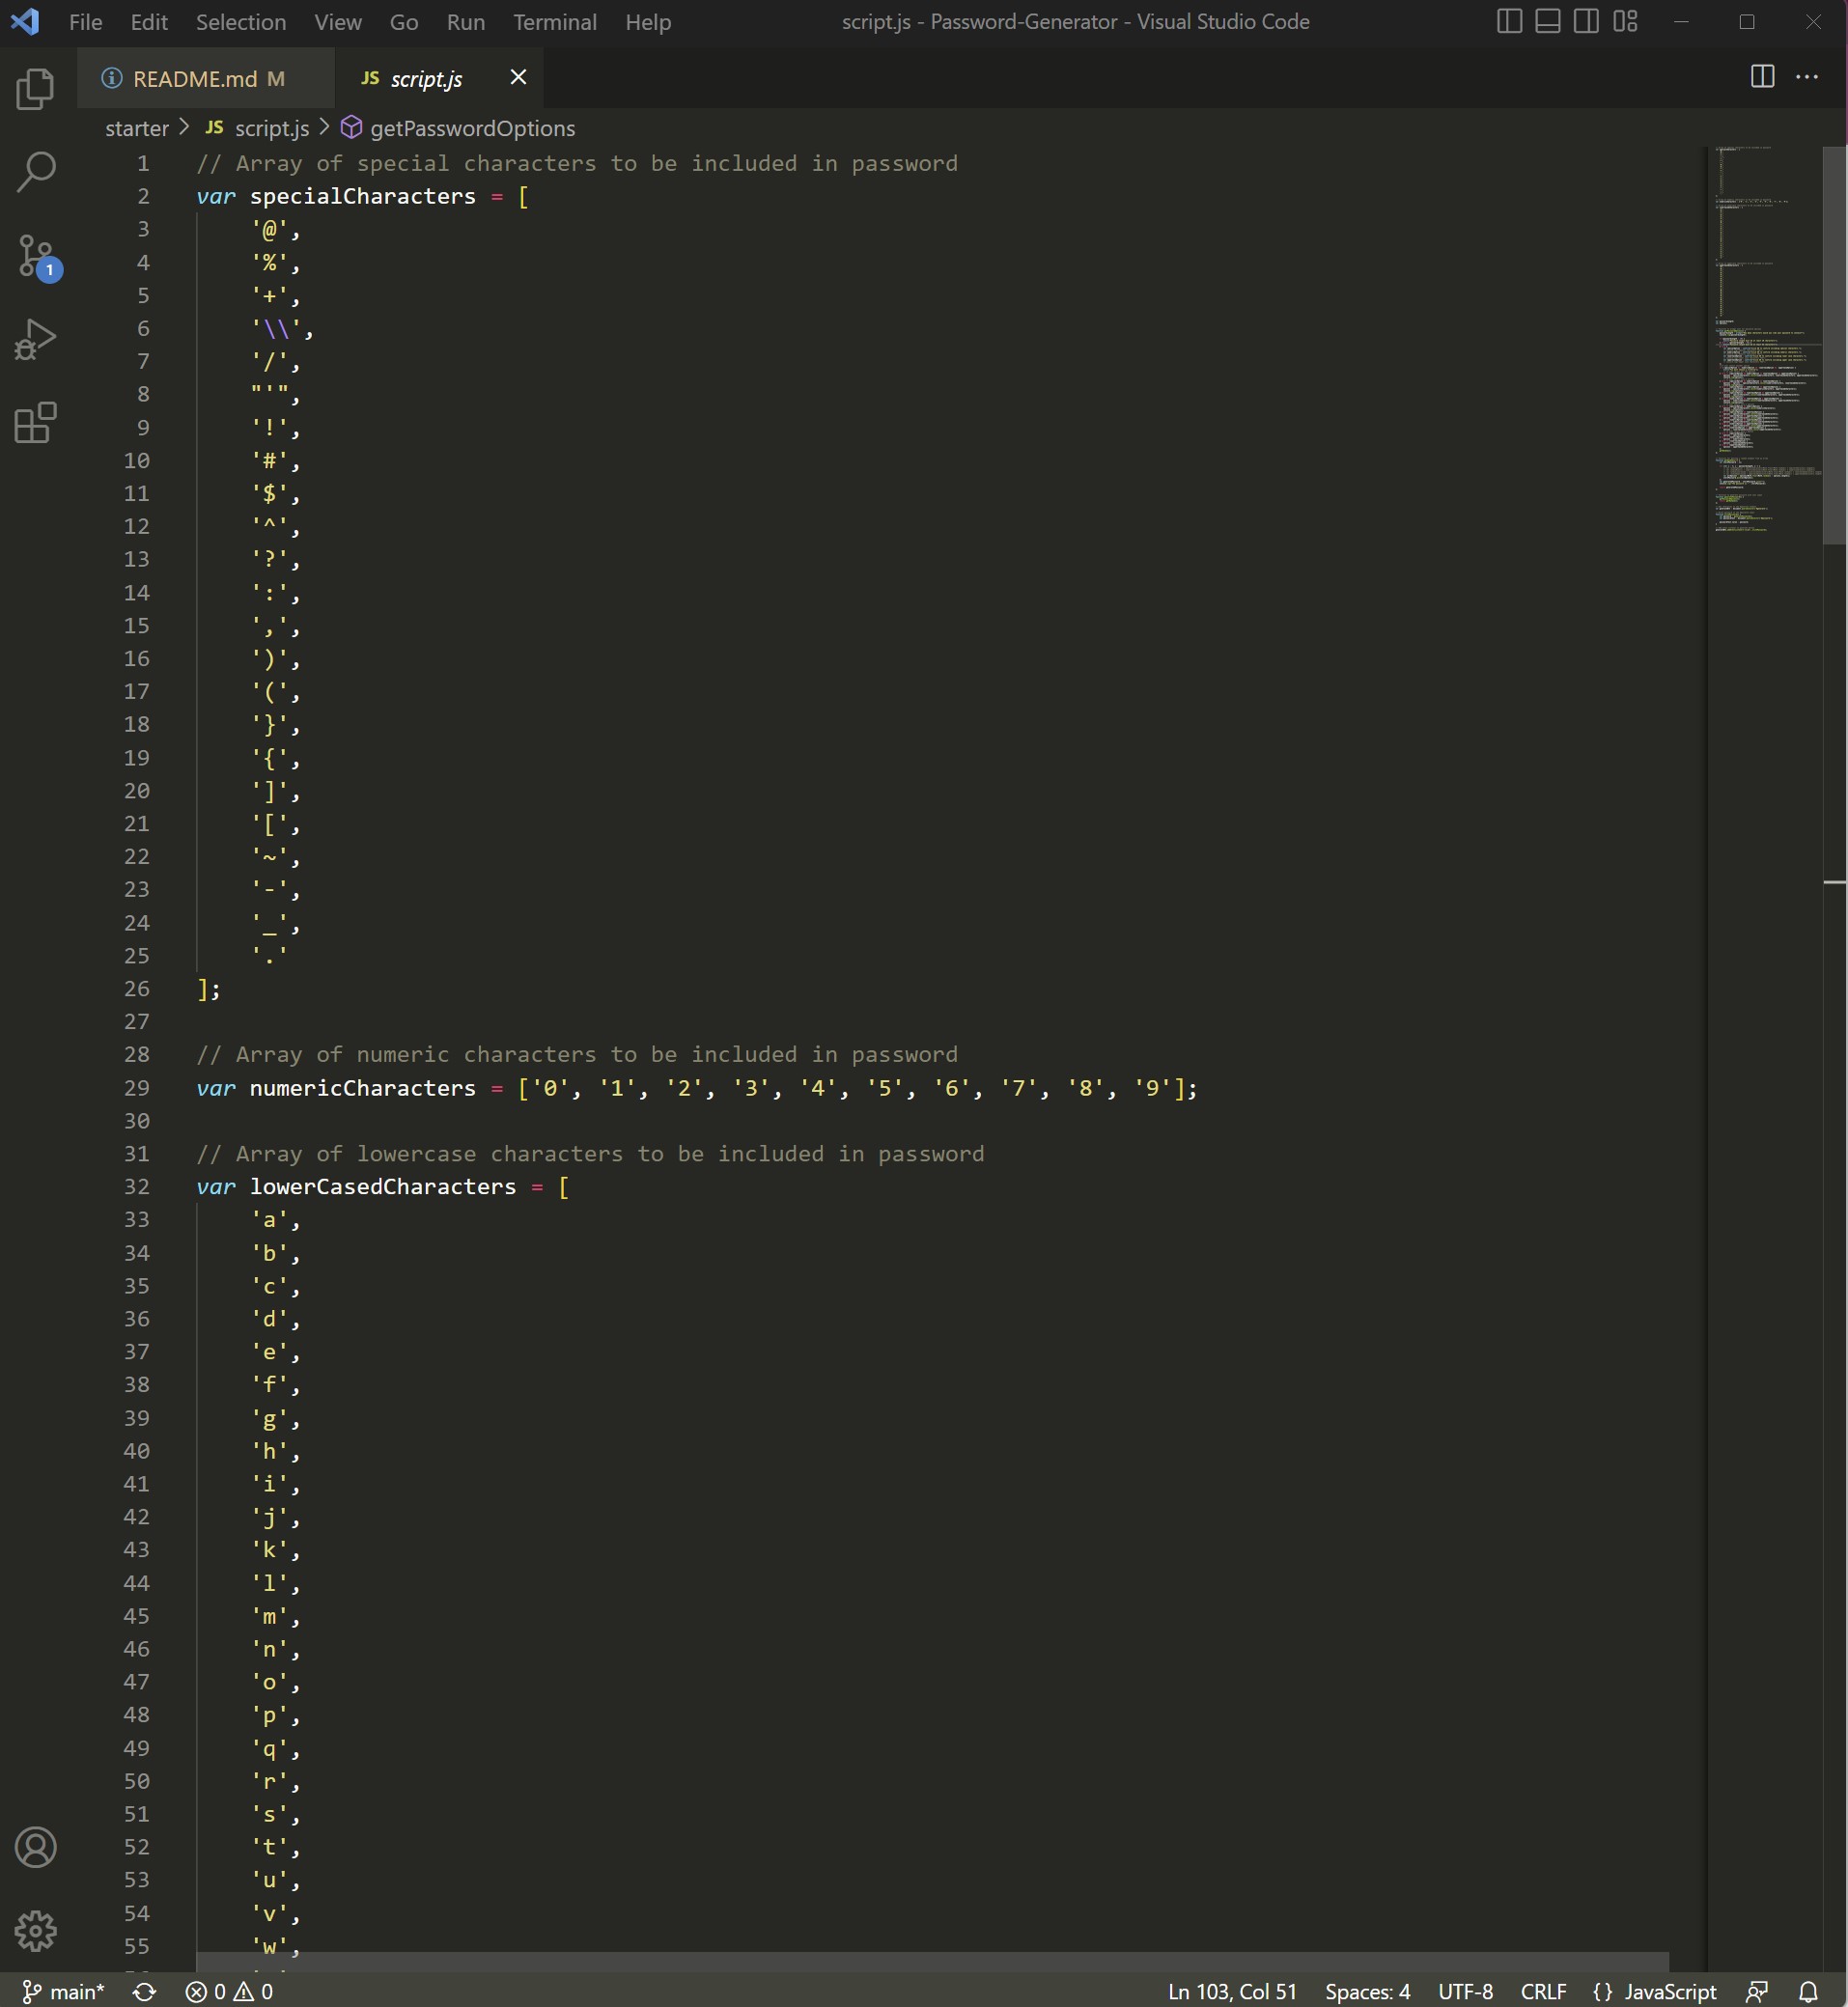 File Edit Selection View Go Run Terminal Help script.js - Password-Generator - Visual Studio Code
README.md M JS script.js
starter > JS script.js > getPasswordOptions
1 // Array of special characters to be included in password
2 var specialCharacters = [
3 '@',
4 '%',
5 '+',
6 '\\',
7 '/',
8 "'",
9 '!',
10 '#',
11 '$',
12 '^',
13 '?',
14 ':',
15 ',',
16 ')',
17 '(',
18 '}',
19 '{',
20 ']',
21 '[',
22 '~',
23 '-',
24 '_',
25 '.'
26 ];
27
28 // Array of numeric characters to be included in password
29 var numericCharacters = ['0', '1', '2', '3', '4', '5', '6', '7', '8', '9'];
30
31 // Array of lowercase characters to be included in password
32 var lowerCasedCharacters = [
33 'a',
34 'b',
35 'c',
36 'd',
37 'e',
38 'f',
39 'g',
40 'h',
41 'i',
42 'j',
43 'k',
44 'l',
45 'm',
46 'n',
47 'o',
48 'p',
49 'q',
50 'r',
51 's',
52 't',
53 'u',
54 'v',
55 'w',
1
main* 0 0 Ln 103, Col 51 Spaces: 4 UTF-8 CRLF {} JavaScript